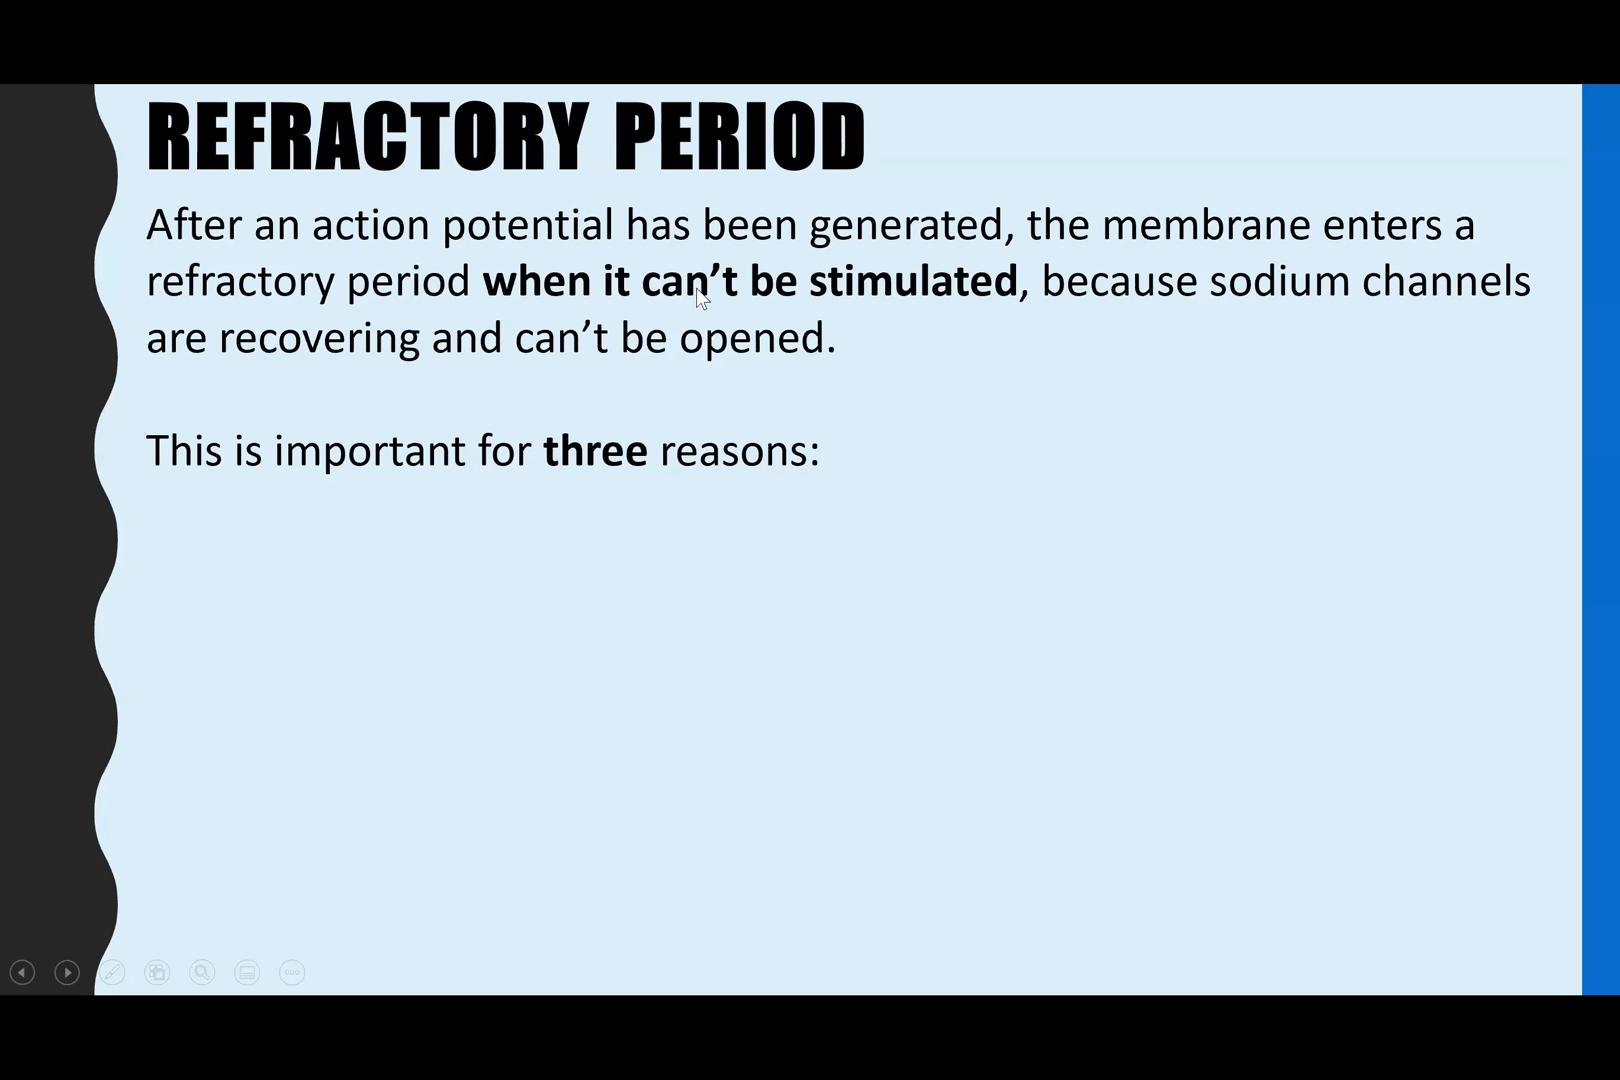 REFRACTORY PERIOD
After an action potential has been generated, the membrane enters a
refractory period when it can’t be stimulated, because sodium channels
are recovering and can’t be opened.
This is important for three reasons: